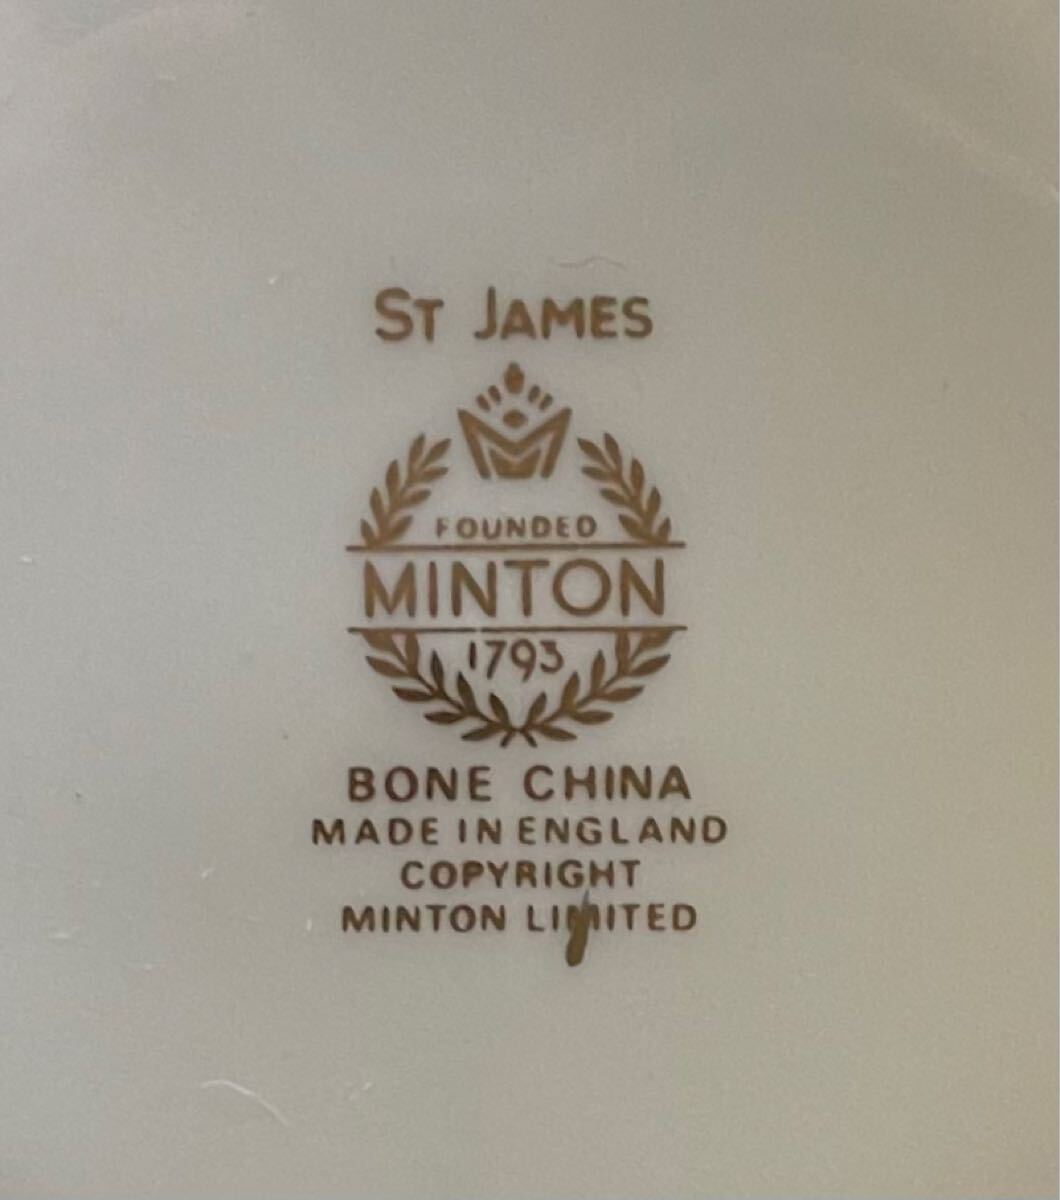 ST JAMES
FOUNDED
MINTON
1793
BONE CHINA
MADE IN ENGLAND
COPYRIGHT
MINTON LIMITED